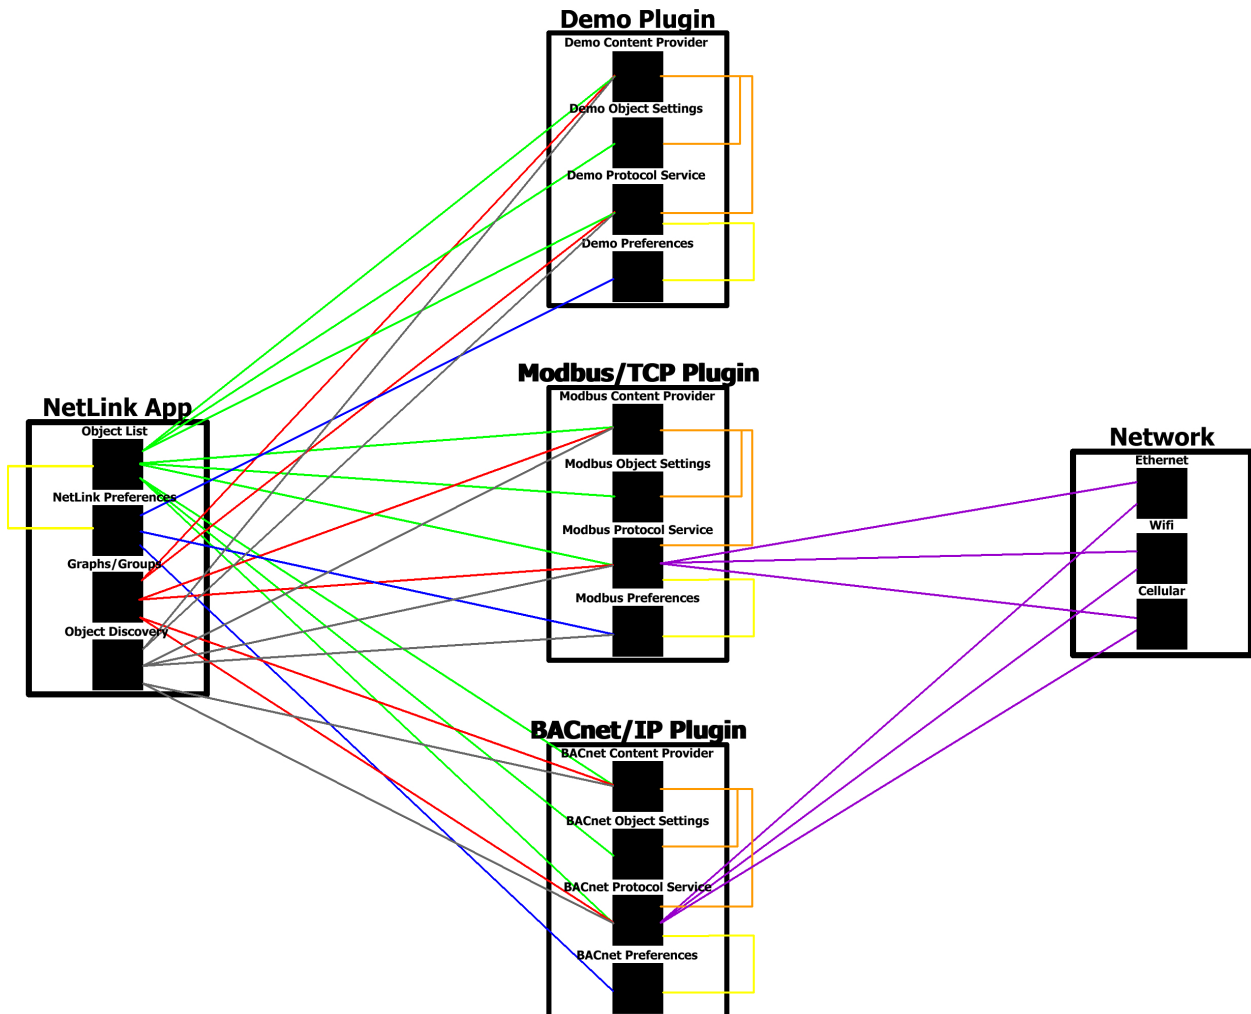 Demo Plugin
Demo Content Provider
Demo Object Settings
Demo Protocol Service
Demo Preferences
Modbus/TCP Plugin
Modbus Content Provider
Modbus Object Settings
Modbus Protocol Service
Modbus Preferences
NetLink App
Object List
NetLink Preferences
Graphs/Groups
Object Discovery
Network
Ethernet
Wifi
Cellular
BACnet/IP Plugin
BACnet Content Provider
BACnet Object Settings
BACnet Protocol Service
BACnet Preferences